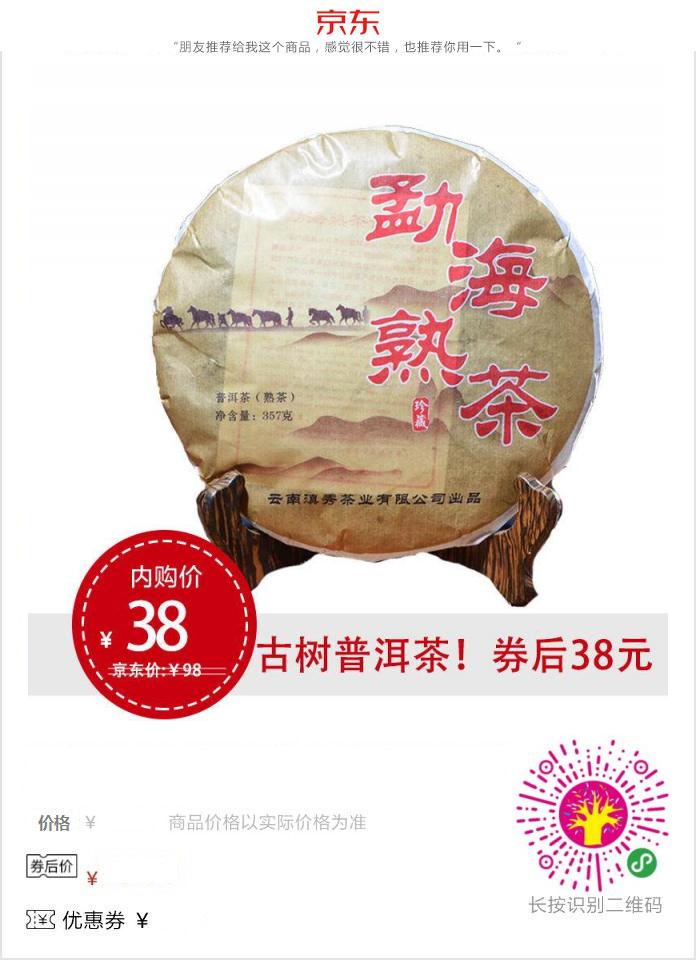 京东
“朋友推荐给我这个商品，感觉很不错，也推荐你用一下。“
勐海
熟茶
珍藏
普洱茶（熟茶）
净含量：357克
云南滇秀茶业有限公司出品
内购价
¥38
京东价:¥98
古树普洱茶！券后38元
价格 ¥ 商品价格以实际价格为准
券后价 ¥
¥ 优惠券 ¥
长按识别二维码